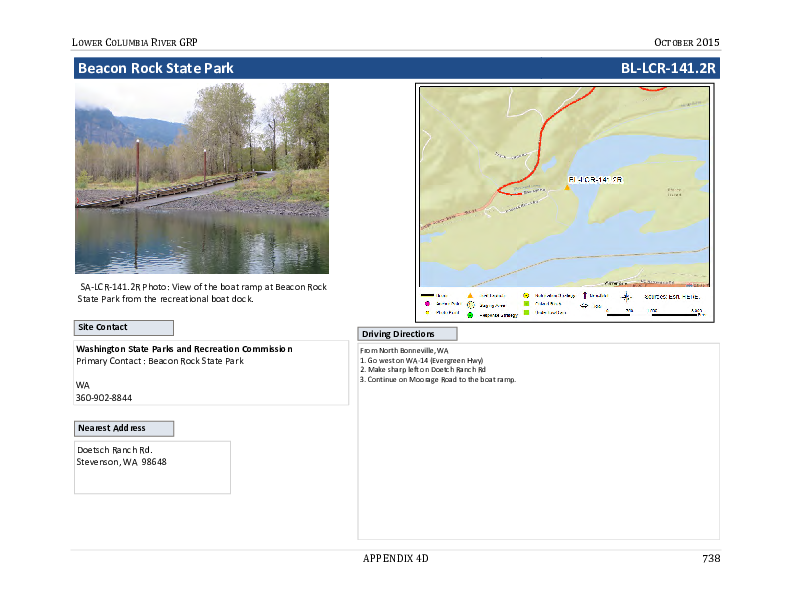 LOWER COLUMBIA RIVER GRP
OCTOBER 2015
Beacon Rock State Park
BL-LCR-141.2R
BL-LCR-141.2R
Sources: Esri, HERE,
SA-LCR-141.2R Photo: View of the boat ramp at Beacon Rock
State Park from the recreational boat dock.
Site Contact
Washington State Parks and Recreation Commission
Primary Contact : Beacon Rock State Park
WA
360-902-8844
Nearest Address
Doetsch Ranch Rd.
Stevenson, WA 98648
Driving Directions
From North Bonneville, WA
1. Go west on WA-14 (Evergreen Hwy)
2. Make sharp left on Doetch Ranch Rd
3. Continue on Moorage Road to the boat ramp.
APPENDIX 4D
738